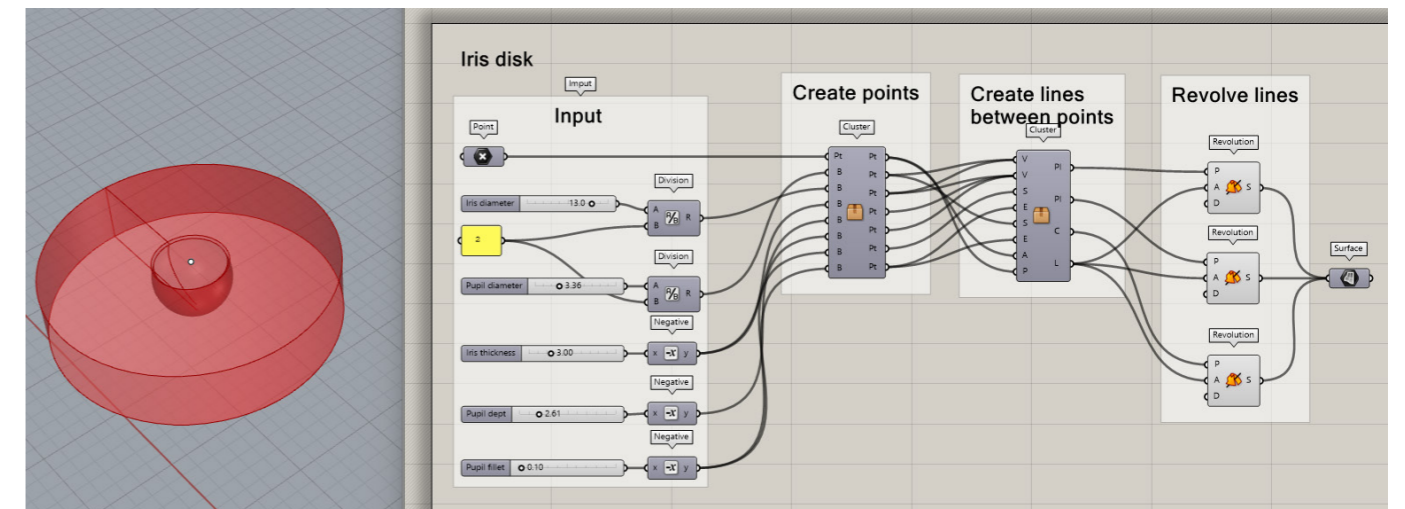 Iris disk
Imput
Input
Point
Iris diameter 13.0
2
Pupil diameter 3.36
Iris thickness 3.00
Pupil dept 2.61
Pupil fillet 0.10
Division
A
B
A/B
R
Division
A
B
A/B
R
Negative
x -x y
Negative
x -x y
Negative
x -x y
Create points
Cluster
Pt Pt
B Pt
B Pt
B Pt
B Pt
B Pt
B Pt
B
Create lines
between points
Cluster
V
V
S
E
S
E
A
P
Pl
Pl
C
L
Revolve lines
Revolution
P
A S
D
Revolution
P
A S
D
Revolution
P
A S
D
Surface